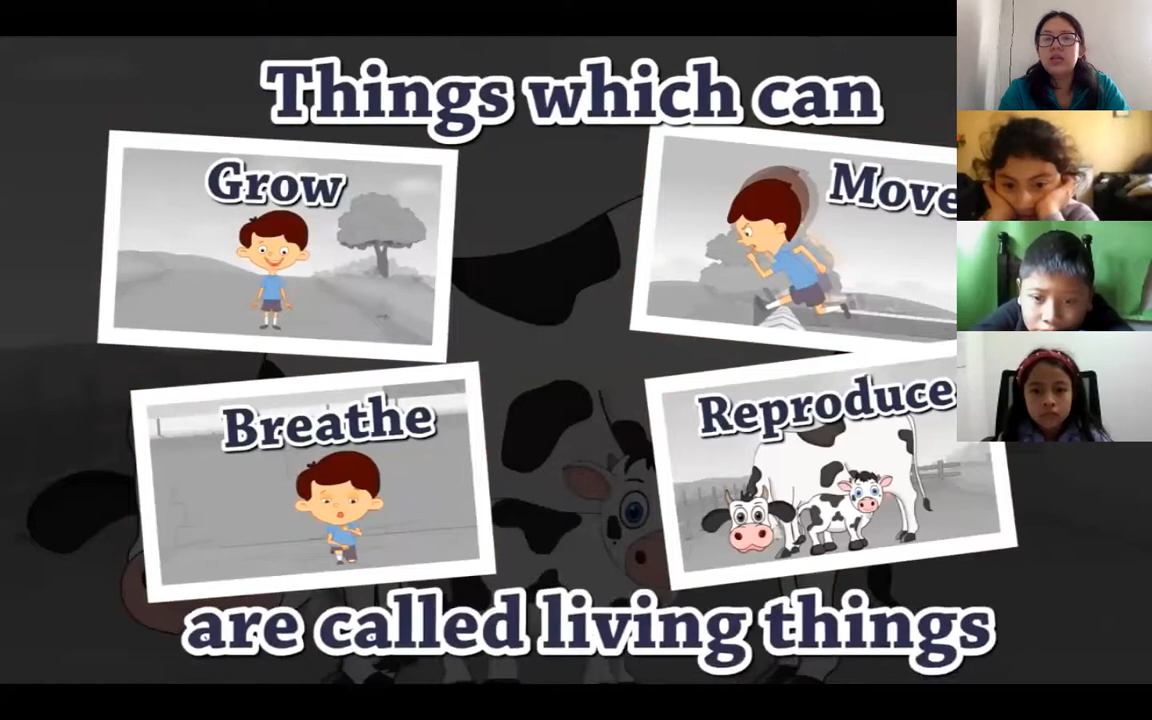 Things which can
Grow
Move
Breathe
Reproduce
are called living things